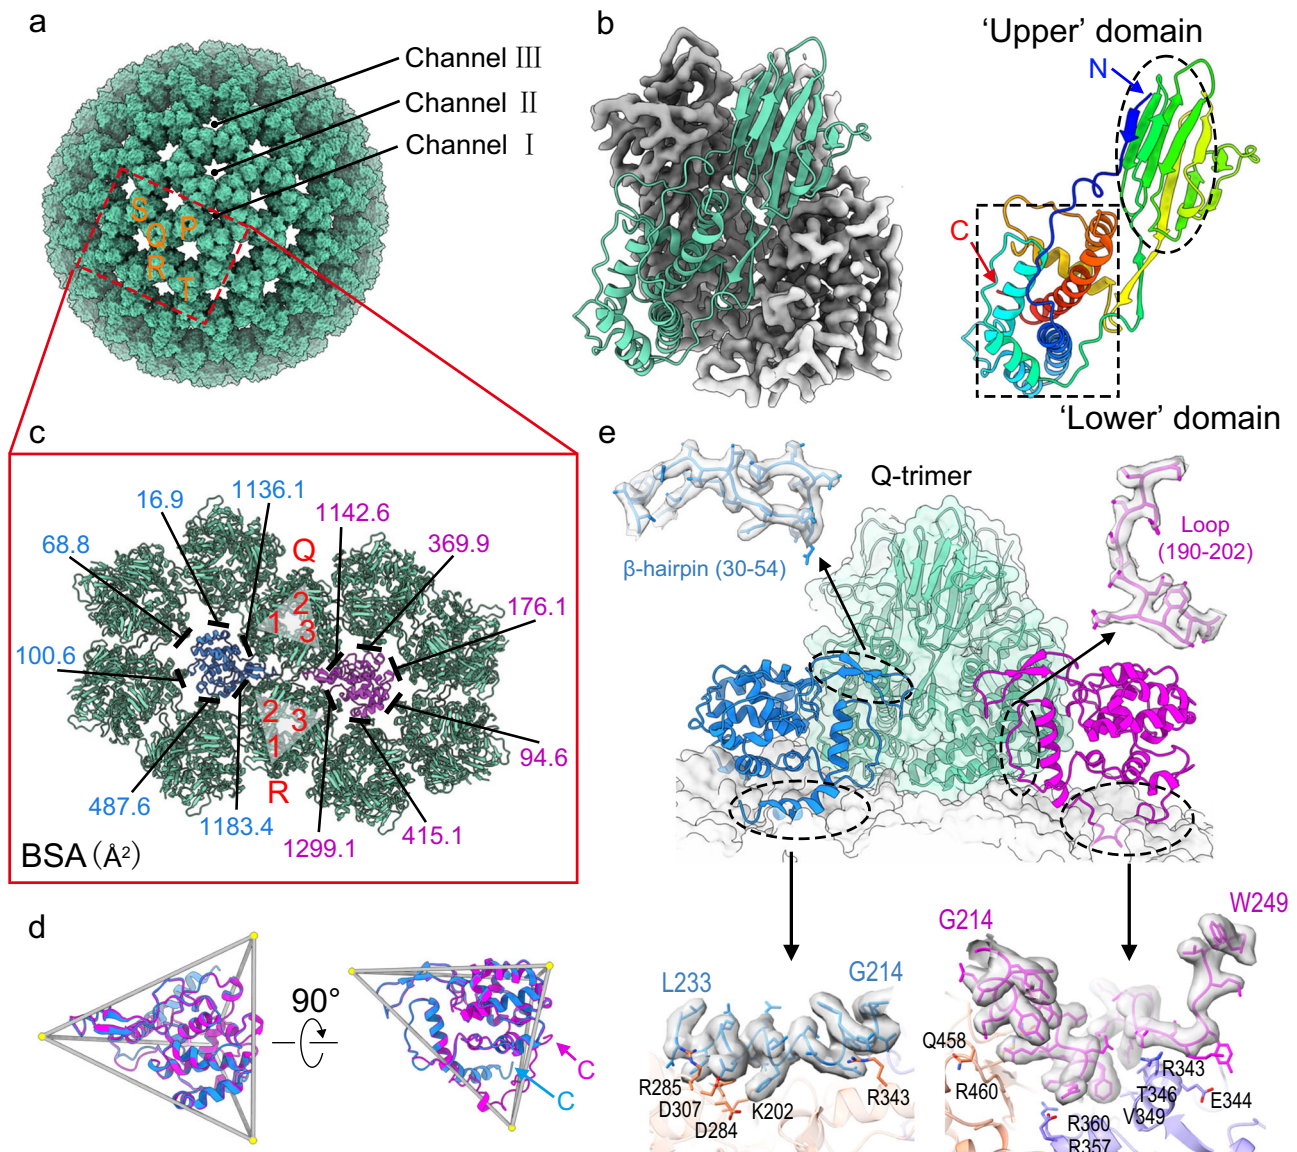 a
Channel III
Channel II
Channel I
S
P
Q
R
T
b
'Upper' domain
N
C
'Lower' domain
c
1136.1
16.9
1142.6
68.8
Q
369.9
2
1
3
176.1
100.6
2
3
1
94.6
R
487.6
415.1
1183.4
1299.1
BSA (Å²)
d
90°
C
C
e
Q-trimer
β-hairpin (30-54)
Loop
(190-202)
G214
W249
L233
G214
Q458
R285
R460
R343
D307
K202
R343
T346
E344
D284
V349
R360
R357